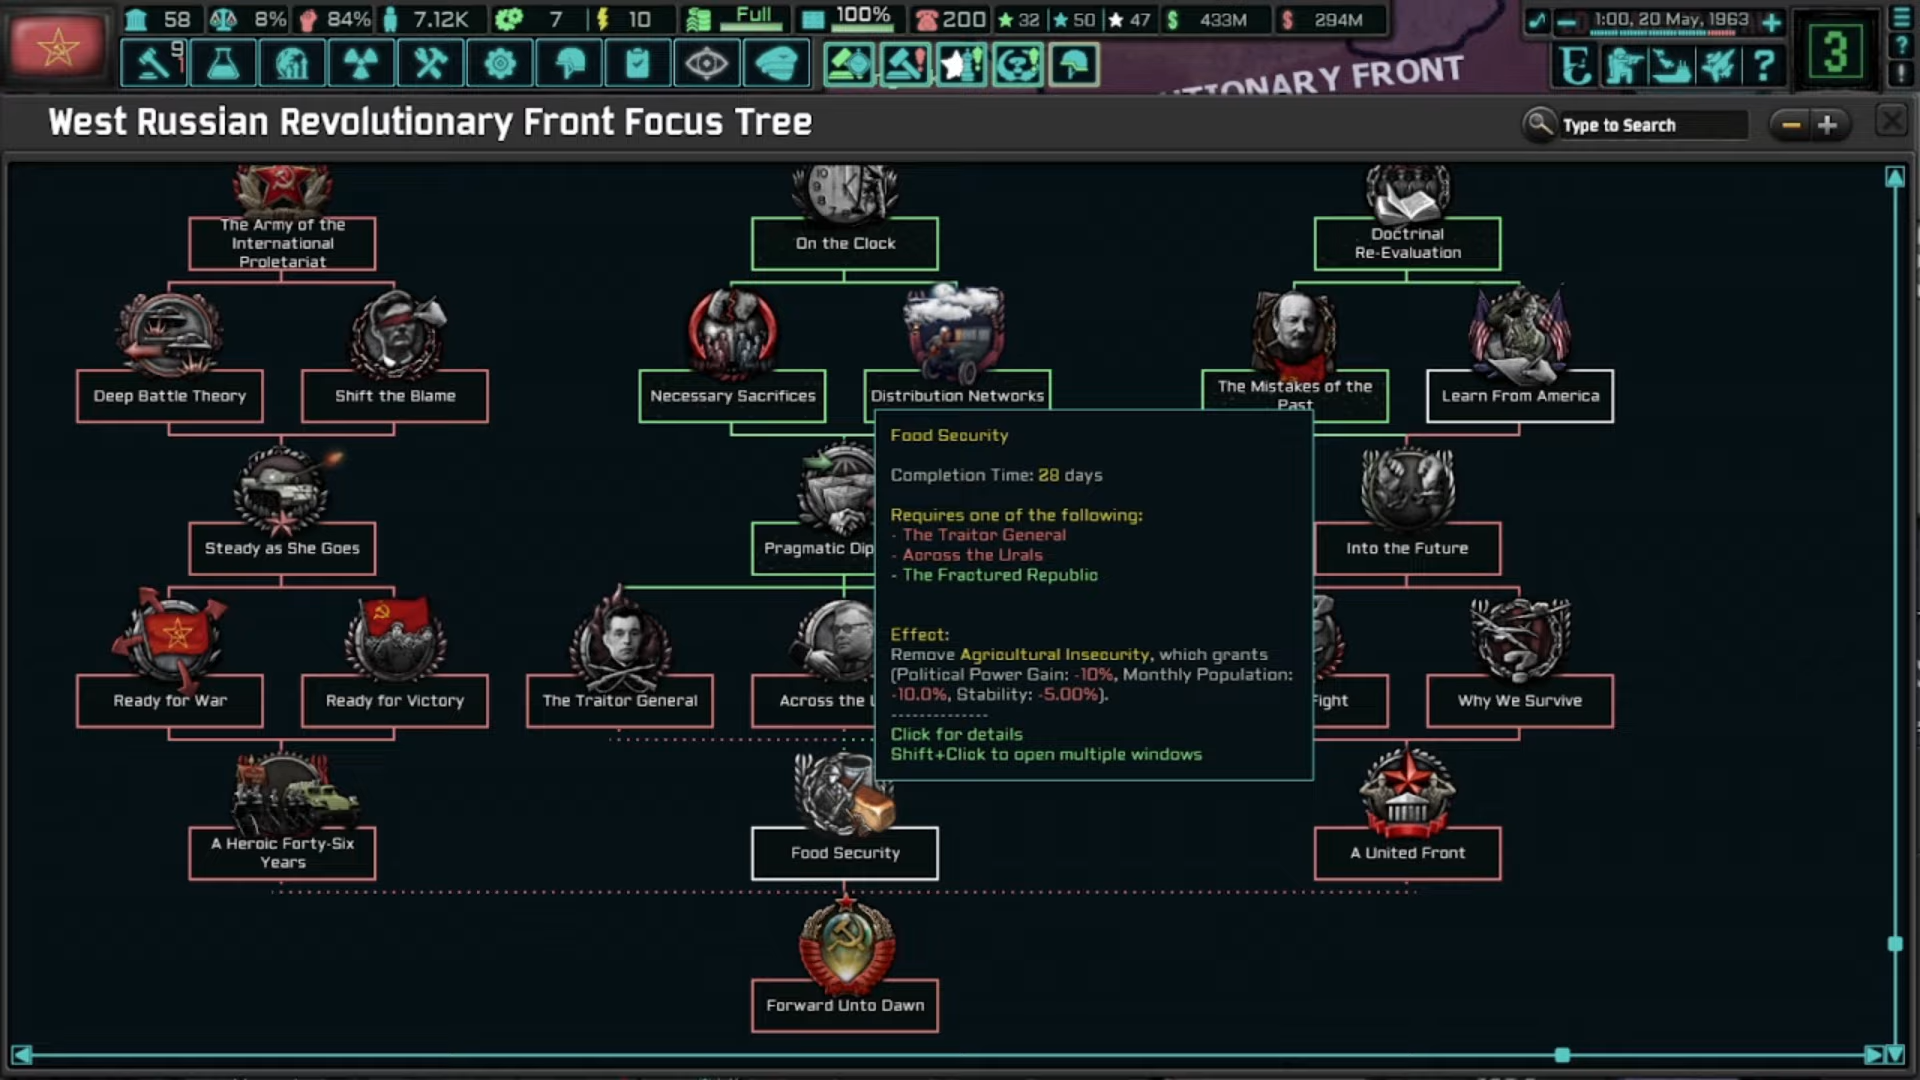 58
8%
84%
7.12K
7
10
Full
100%
200
32
50
47
$ 433M
$ 294M
1:00, 20 May, 1963
9
3
UTIONARY FRONT
West Russian Revolutionary Front Focus Tree
Type to Search
The Army of the
International
Proletariat
On the Clock
Doctrinal
Re-Evaluation
Deep Battle Theory
Shift the Blame
Necessary Sacrifices
Distribution Networks
The Mistakes of the
Past
Learn From America
Steady as She Goes
Pragmatic Dip
Into the Future
Ready for War
Ready for Victory
The Traitor General
Across the
Fight
Why We Survive
A Heroic Forty-Six
Years
Food Security
A United Front
Forward Unto Dawn
Food Security
Completion Time: 28 days
Requires one of the following:
- The Traitor General
- Across the Urals
- The Fractured Republic
Effect:
Remove Agricultural Insecurity, which grants
(Political Power Gain: -10%, Monthly Population:
-10.0%, Stability: -5.00%).
--------------
Click for details
Shift+Click to open multiple windows